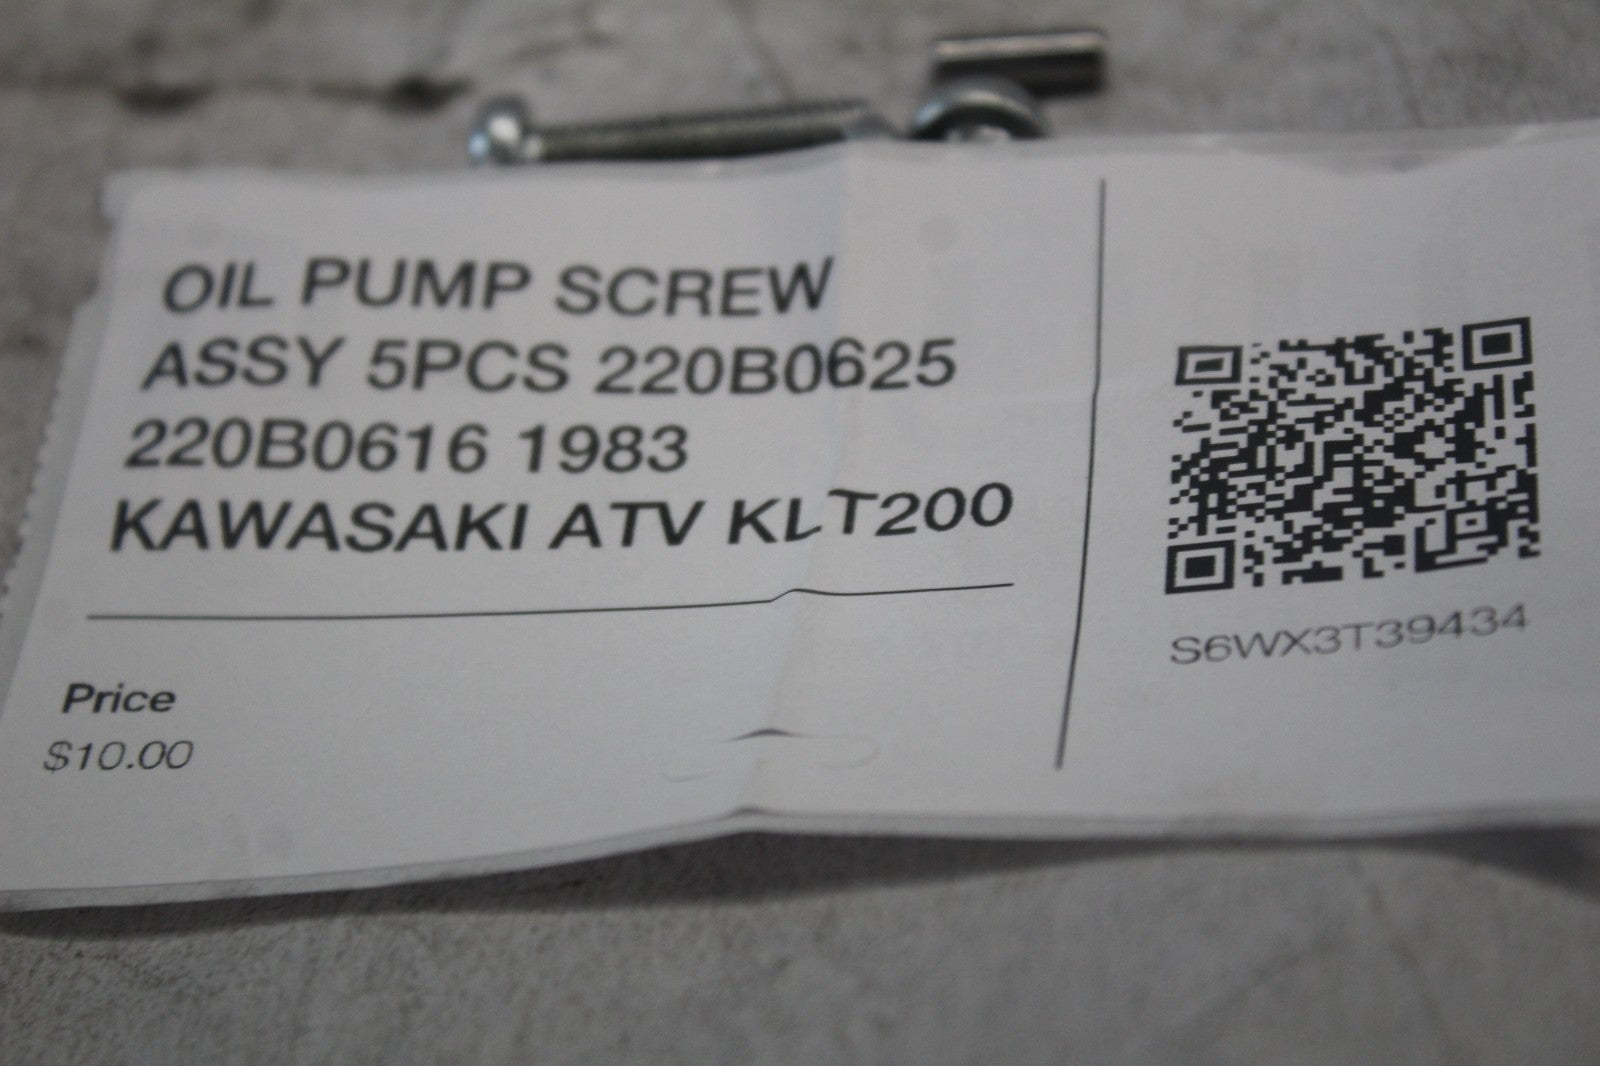 OIL PUMP SCREW
ASSY 5PCS 220B0625
220B0616 1983
KAWASAKI ATV KLT200
Price
$10.00
S6WX3T39434